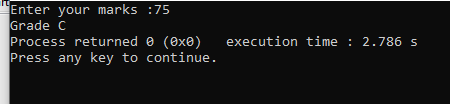 Enter your marks :75
Grade C
Process returned 0 (0x0)   execution time : 2.786 s
Press any key to continue.